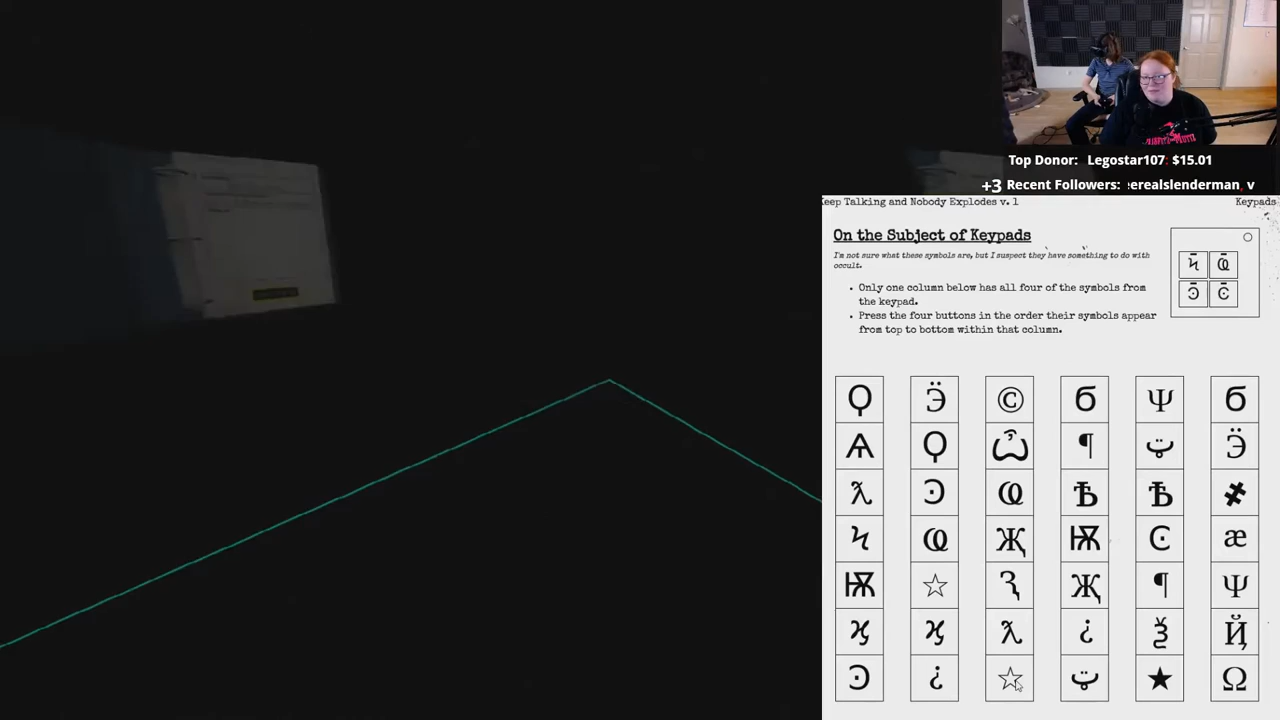 Top Donor: Legostar107: $15.01
+3 Recent Followers: :erealslenderman, v
Keep Talking and Nobody Explodes v. 1
Keypads
On the Subject of Keypads
I'm not sure what these symbols are, but I suspect they have something to do with
occult.
• Only one column below has all four of the symbols from
the keypad.
• Press the four buttons in the order their symbols appear
from top to bottom within that column.
Ϙ Ӭ © б Ψ б
Ѧ Ϙ Ѽ ¶ ټ Ӭ
ƛ Ͽ Ҩ Ѣ Ѣ ҂
Ϟ Ҩ Җ Ѭ Ͼ æ
Ѭ ☆ Ԇ Җ ¶ Ψ
ϗ ϗ ƛ ¿ Ѯ Ҋ
Ͽ ¿ ☆ ټ ★ Ω